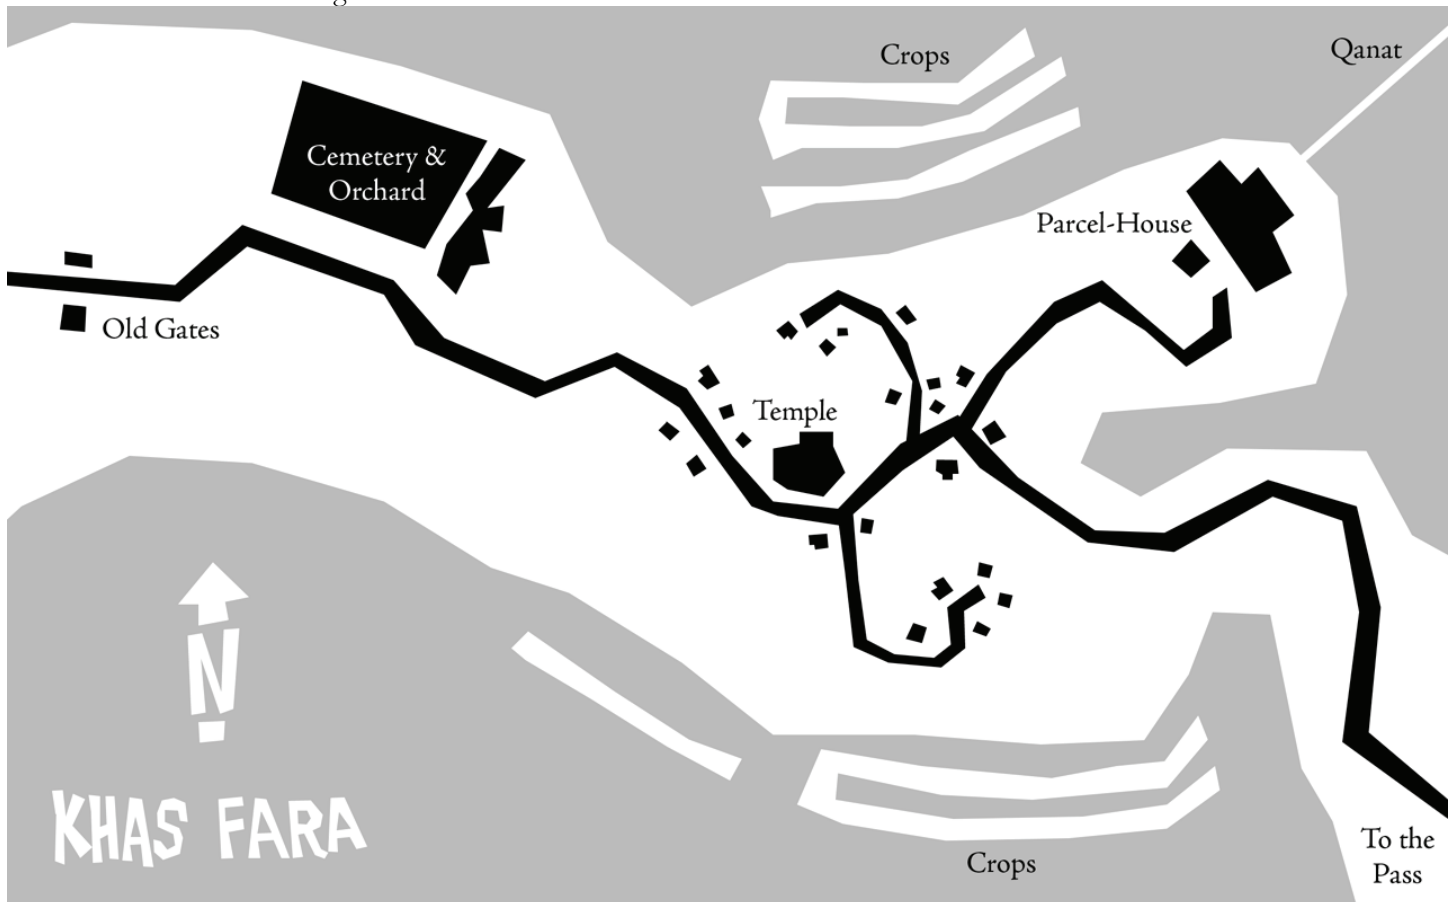 Crops
Qanat
Cemetery &
Orchard
Parcel-House
Old Gates
Temple
N
KHAS FARA
Crops
To the
Pass